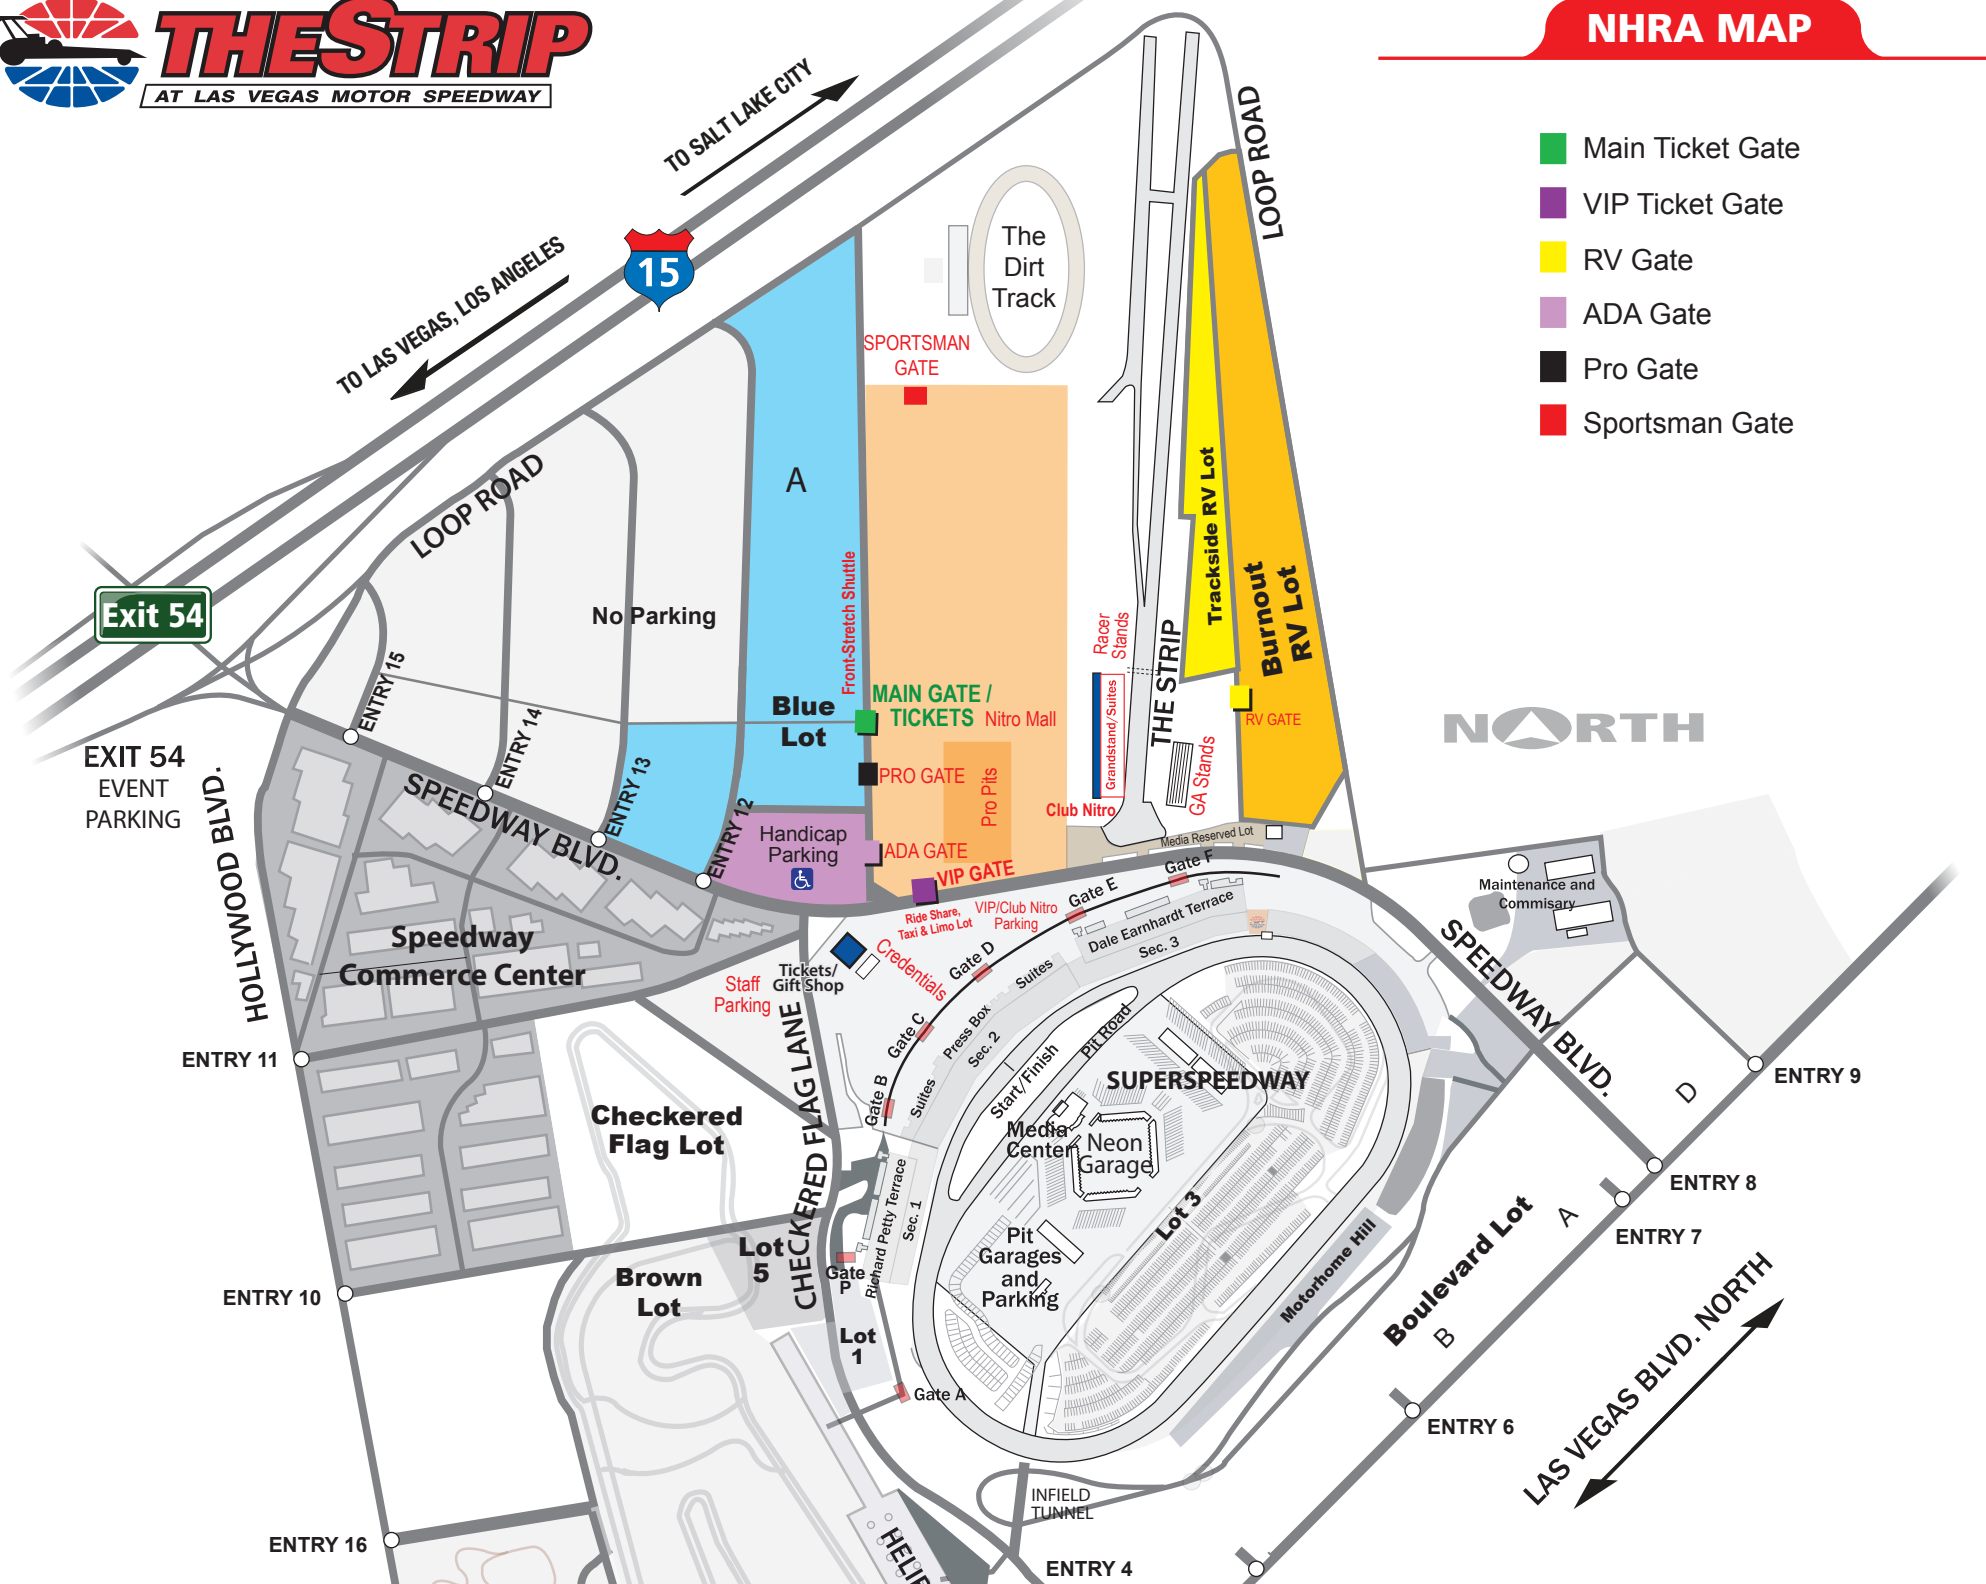 THE STRIP
AT LAS VEGAS MOTOR SPEEDWAY
NHRA MAP
Main Ticket Gate
VIP Ticket Gate
RV Gate
ADA Gate
Pro Gate
Sportsman Gate
TO SALT LAKE CITY
TO LAS VEGAS, LOS ANGELES
15
LOOP ROAD
The
Dirt
Track
SPORTSMAN
GATE
A
LOOP ROAD
Exit 54
No Parking
Front-Stretch Shuttle
Trackside RV Lot
Burnout
RV Lot
Racer
Stands
THE STRIP
Grandstand/Suites
GA Stands
RV GATE
Club Nitro
Blue
Lot
MAIN GATE /
TICKETS
Nitro Mall
PRO GATE
Pro Pits
NORTH
EXIT 54
EVENT
PARKING
HOLLYWOOD BLVD.
ENTRY 15
ENTRY 14
ENTRY 13
ENTRY 12
SPEEDWAY BLVD.
Handicap
Parking
ADA GATE
VIP GATE
Media Reserved Lot
Gate F
Gate E
Gate D
Gate C
Gate B
Ride Share,
Taxi & Limo Lot
VIP/Club Nitro
Parking
Credentials
Tickets/
Gift Shop
Staff
Parking
Speedway
Commerce Center
Dale Earnhardt Terrace
Sec. 3
Suites
Press Box
Sec. 2
Suites
Maintenance and
Commisary
SPEEDWAY BLVD.
Pit Road
Start/Finish
SUPERSPEEDWAY
Media
Center
Neon
Garage
ENTRY 11
Checkered
Flag Lot
CHECKERED FLAG LANE
Richard Petty Terrace
Sec. 1
Lot 3
Pit
Garages
and
Parking
Motorhome Hill
D
ENTRY 9
ENTRY 8
A
ENTRY 7
Boulevard Lot
B
ENTRY 6
LAS VEGAS BLVD. NORTH
ENTRY 10
Brown
Lot
Lot
5
Gate
P
Lot
1
Gate A
INFIELD
TUNNEL
ENTRY 16
ENTRY 4